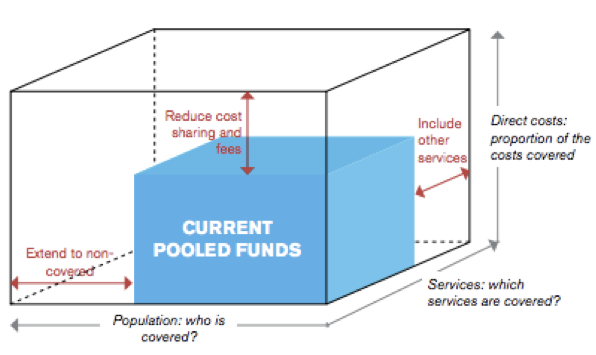 Reduce cost
sharing and
fees
Include
other
services
Direct costs:
proportion of the
costs covered
CURRENT
POOLED FUNDS
Extend to non-
covered
Services: which
services are covered?
Population: who is
covered?